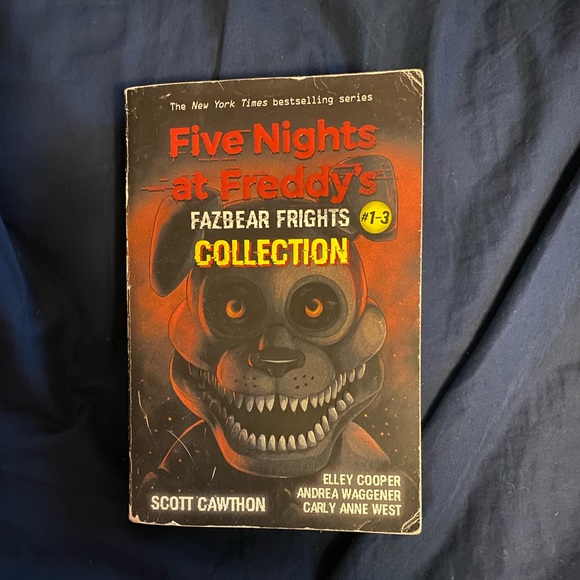 The New York Times bestselling series
Five Nights
at Freddy's
FAZBEAR FRIGHTS #1-3
COLLECTION
ELLEY COOPER
ANDREA WAGGENER
SCOTT CAWTHON CARLY ANNE WEST